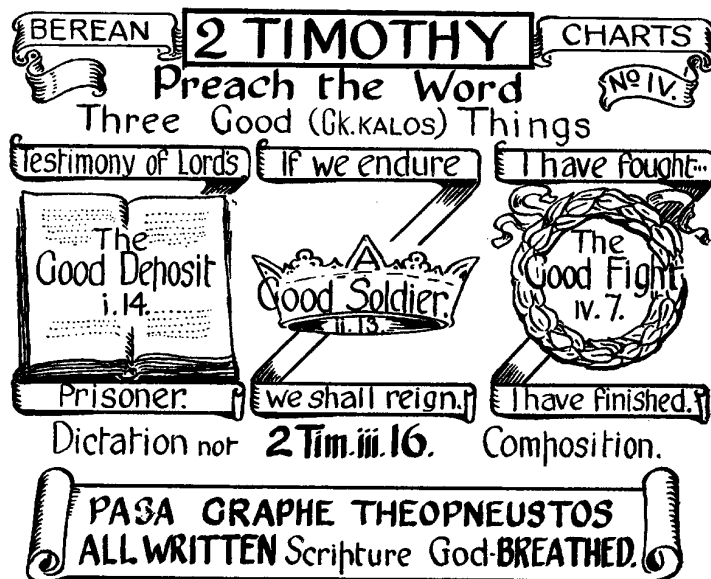 BEREAN 2 TIMOTHY CHARTS
Preach the Word No IV.
Three Good (Gk. KALOS) Things
Testimony of Lord's
The
Good Deposit
i. 14.
Prisoner.
If we endure
A
Good Soldier.
ii. 13.
we shall reign.
I have fought...
The
Good Fight
IV. 7.
I have finished.
Dictation not 2 Tim. iii. 16. Composition.
PASA GRAPHE THEOPNEUSTOS
ALL WRITTEN Scripture God-BREATHED.